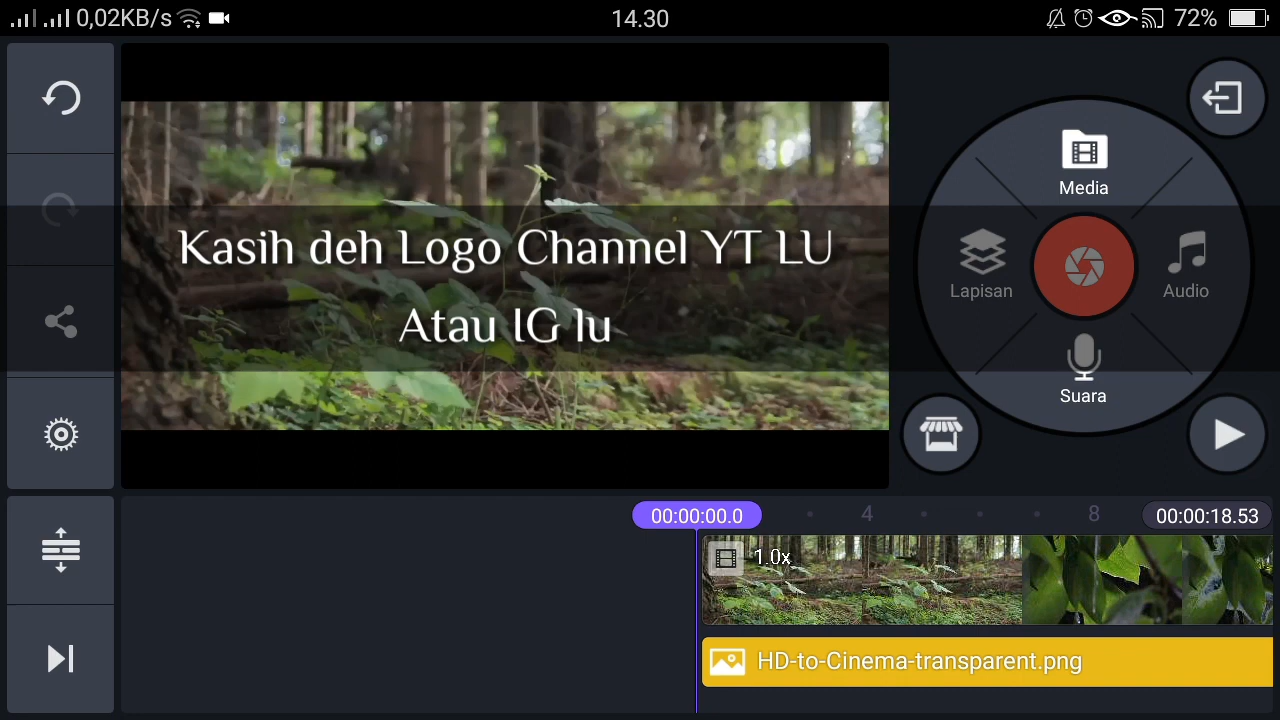 0,02KB/s 14.30 72%
Media
Kasih deh Logo Channel YT LU
Atau IG lu
Lapisan Audio
Suara
00:00:00.0 4 8 00:00:18.53
1.0x
HD-to-Cinema-transparent.png